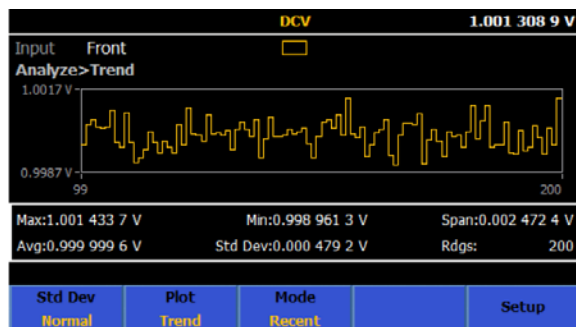 DCV 1.001 308 9 V
Input Front
Analyze>Trend
1.0017 V
0.9987 V
99 200
Max:1.001 433 7 V Min:0.998 961 3 V Span:0.002 472 4 V
Avg:0.999 999 6 V Std Dev:0.000 479 2 V Rdgs: 200
Std Dev Plot Mode Setup
Normal Trend Recent